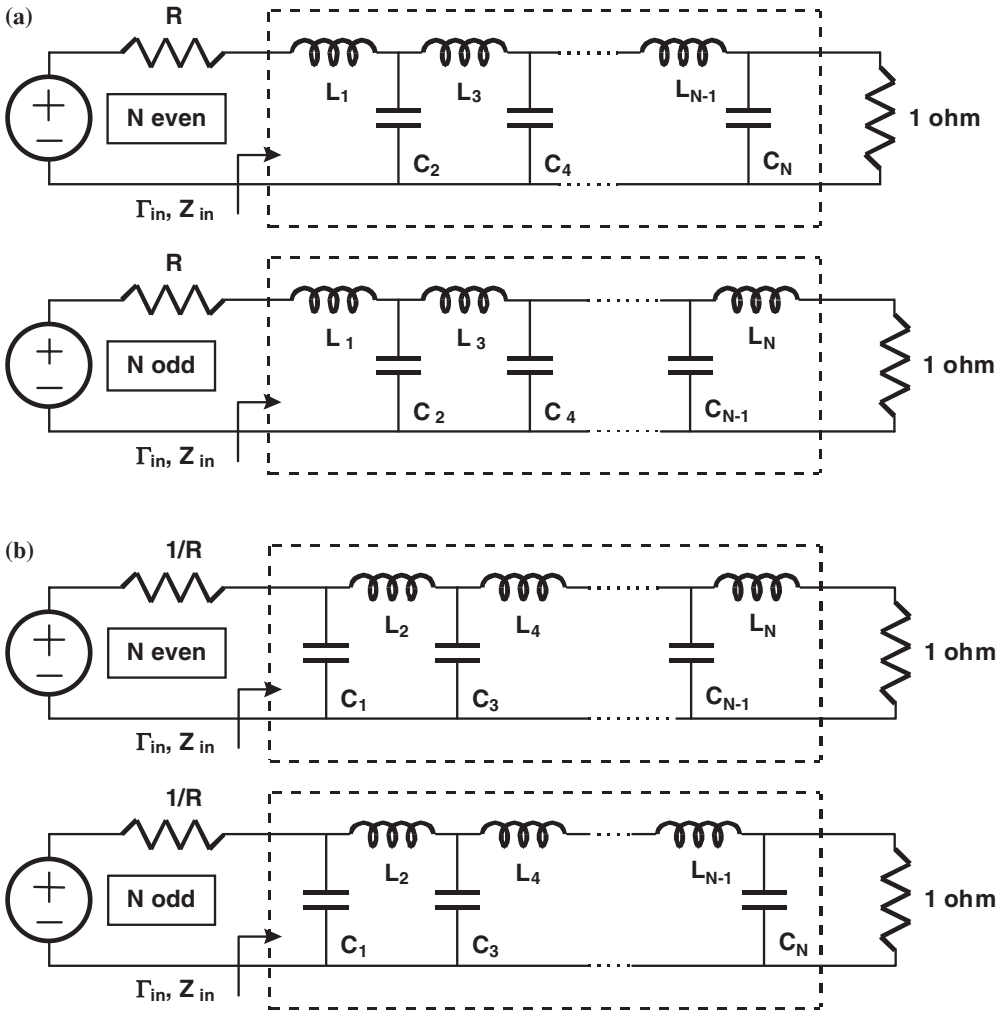 (a)
R
N even
L1 L3 LN-1
C2 C4 CN
1 ohm
Γin, Z in
R
N odd
L 1 L 3 LN
C 2 C 4 CN-1
1 ohm
Γin, Z in
(b)
1/R
N even
L2 L4 LN
C1 C3 CN-1
1 ohm
Γin, Z in
1/R
N odd
L2 L4 LN-1
C1 C3 CN
1 ohm
Γin, Z in